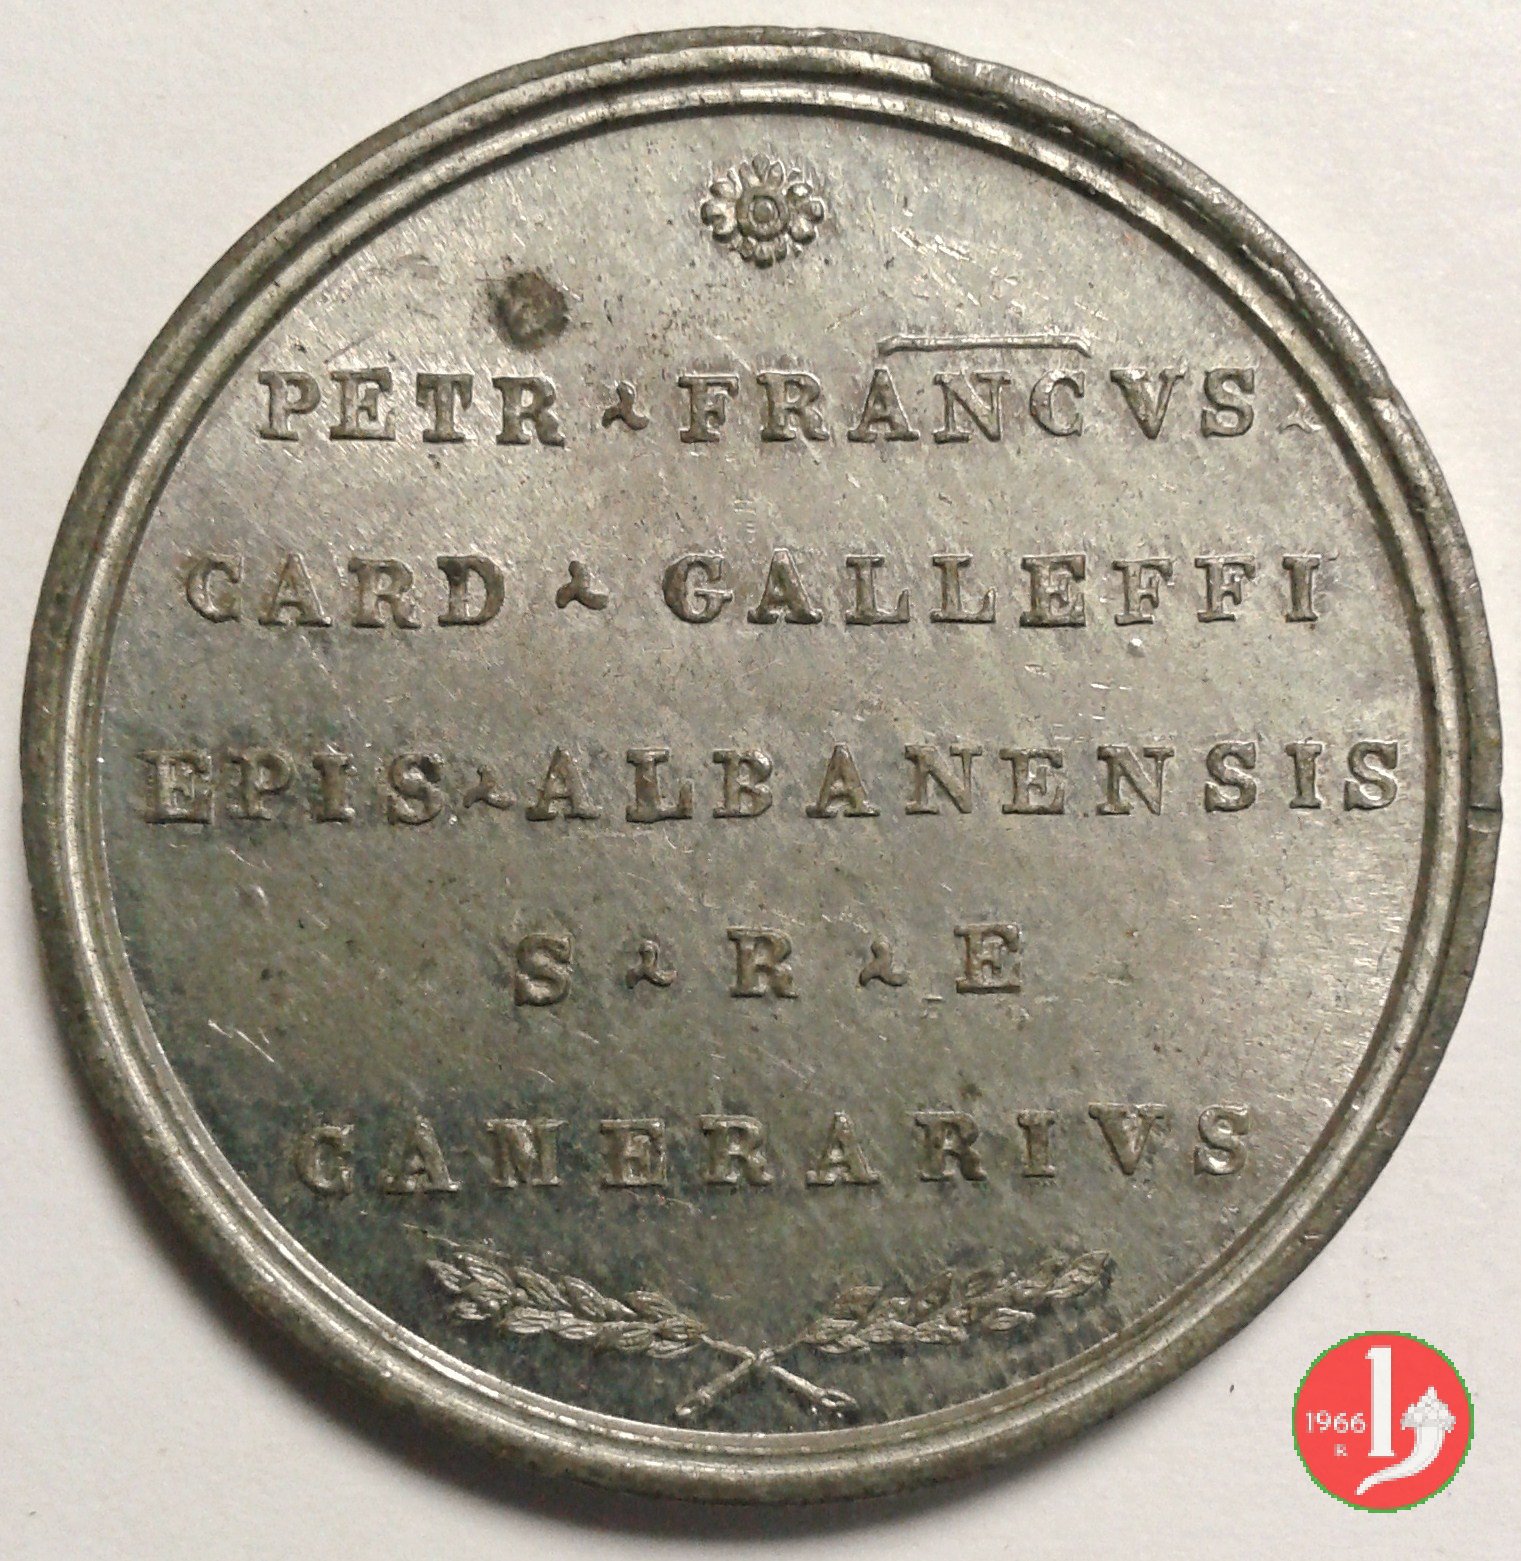 PETR · FRANCVS ·
CARD · GALLEFFI
EPIS · ALBANENSIS
S · R · E
CAMERARIVS
1966
R